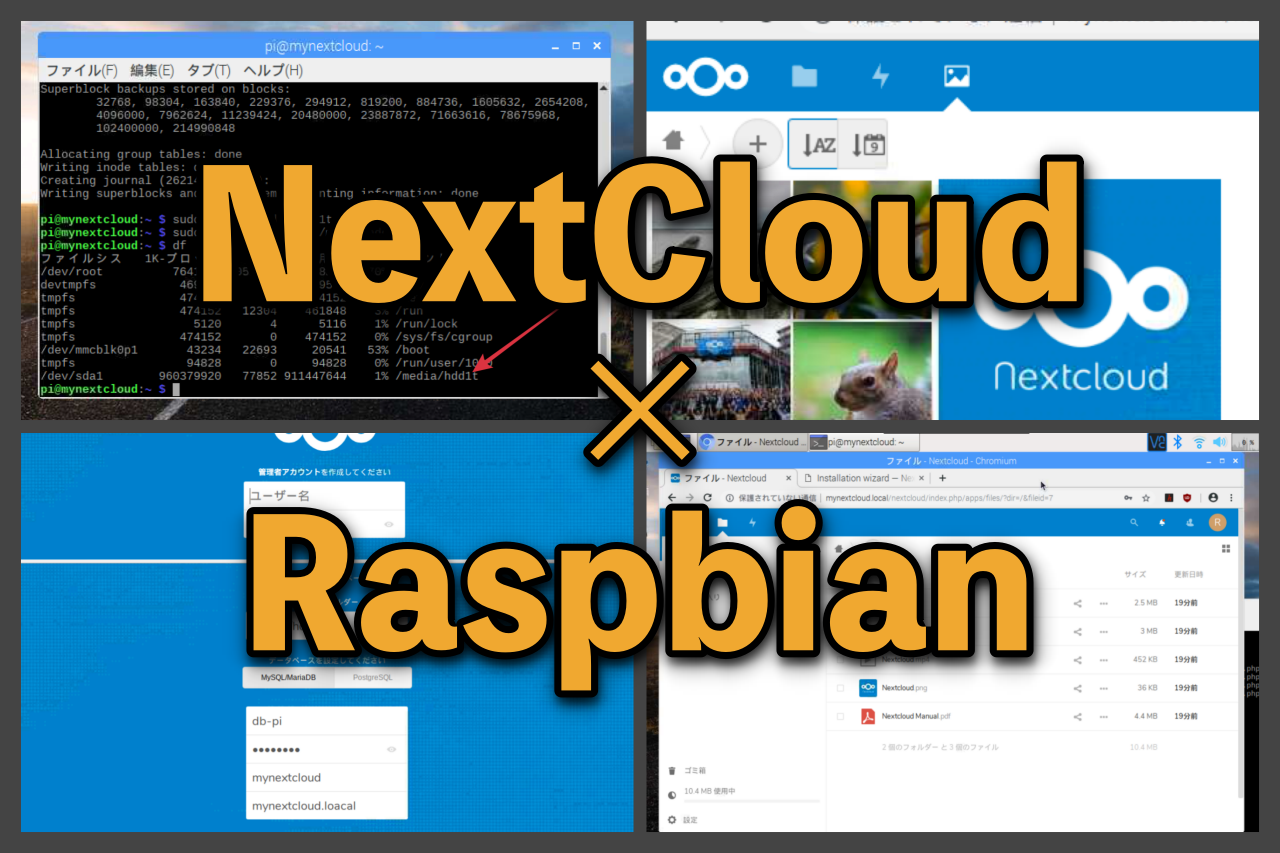 pi@mynextcloud: ~
ファイル(F) 編集(E) タブ(T) ヘルプ(H)
Superblock backups stored on blocks:
32768, 98304, 163840, 229376, 294912, 819200, 884736, 1605632, 2654208,
4096000, 7962624, 11239424, 20480000, 23887872, 71663616, 78675968,
102400000, 214990848
Allocating group tables: done
Writing inode tables:
Creating journal
Writing superblocks information: done
pi@mynextcloud:~ $
pi@mynextcloud:~ $
pi@mynextcloud:~ $ df
ファイルシス 1K-ブロ
/dev/root
devtmpfs
tmpfs
tmpfs 474152 12304 461848 3% /run
tmpfs 5120 4 5116 1% /run/lock
tmpfs 474152 0 474152 0% /sys/fs/cgroup
/dev/mmcblk0p1 43234 22693 20541 53% /boot
tmpfs 94828 0 94828 0%
/dev/sda1 960379920 77852 911447644 1% /media/hdd1t
pi@mynextcloud:~ $
AZ
9
Nextcloud
NextCloud
×
Raspbian
管理者アカウントを作成してください
ユーザー名
データベースを設定してください
MySQL/MariaDB PostgreSQL
db-pi
●●●●●●●●
mynextcloud
mynextcloud.loacal
ファイル - Nextcloud ... pi@mynextcloud: ~
ファイル - Nextcloud - Chromium
ファイル - Nextcloud × Installation wizard – Ne × +
保護されていない通信 | mynextcloud.local/nextcloud/index.php/apps/files/?dir=/&fileid=7
R
サイズ 更新日時
2.5 MB 19分前
3 MB 19分前
Nextcloud.mp4 452 KB 19分前
Nextcloud.png 36 KB 19分前
Nextcloud Manual.pdf 4.4 MB 19分前
2 個のフォルダー と 3 個のファイル 10.4 MB
ゴミ箱
10.4 MB 使用中
設定
.php
.php
.php